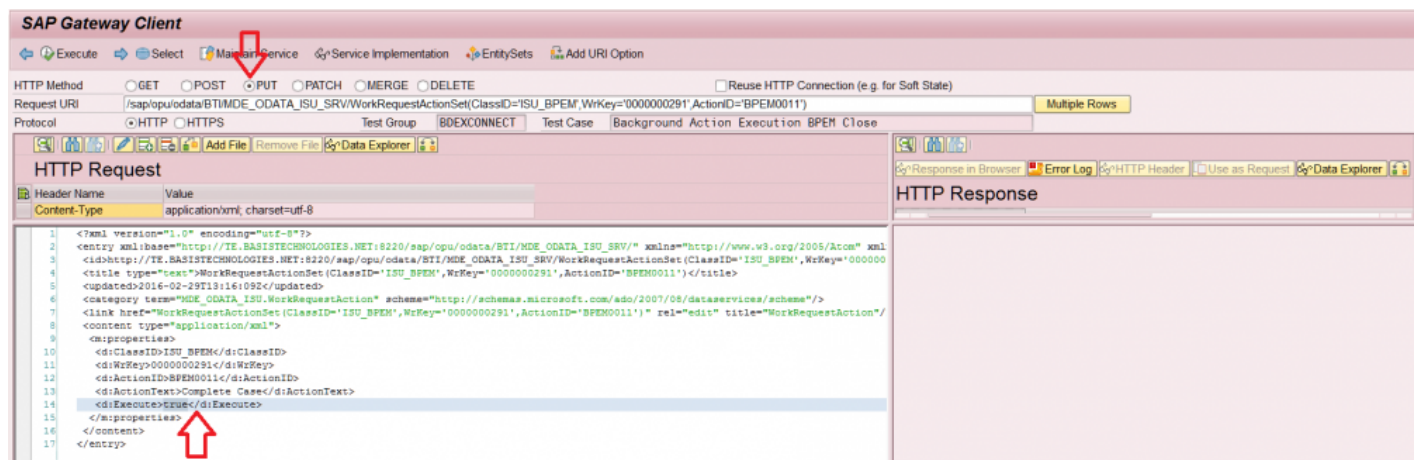 SAP Gateway Client
Execute Select Maintain Service Service Implementation EntitySets Add URI Option
HTTP Method GET POST PUT PATCH MERGE DELETE Reuse HTTP Connection (e.g. for Soft State)
Request URI /sap/opu/odata/BTI/MDE_ODATA_ISU_SRV/WorkRequestActionSet(ClassID='ISU_BPEM',WrKey='0000000291',ActionID='BPEM0011') Multiple Rows
Protocol HTTP HTTPS Test Group BDEXCONNECT Test Case Background Action Execution BPEM Close
Add File Remove File Data Explorer
HTTP Request
Header Name Value
Content-Type application/xml; charset=utf-8
Response in Browser Error Log HTTP Header Use as Request Data Explorer
HTTP Response
1 <?xml version="1.0" encoding="utf-8"?>
2 <entry xml:base="http://TE.BASISTECHNOLOGIES.NET:8220/sap/opu/odata/BTI/MDE_ODATA_ISU_SRV/" xmlns="http://www.w3.org/2005/Atom" xml
3 <id>http://TE.BASISTECHNOLOGIES.NET:8220/sap/opu/odata/BTI/MDE_ODATA_ISU_SRV/WorkRequestActionSet(ClassID='ISU_BPEM',WrKey='000000
4 <title type="text">WorkRequestActionSet(ClassID='ISU_BPEM',WrKey='0000000291',ActionID='BPEM0011')</title>
5 <updated>2016-02-29T13:16:09Z</updated>
6 <category term="MDE_ODATA_ISU.WorkRequestAction" scheme="http://schemas.microsoft.com/ado/2007/08/dataservices/scheme"/>
7 <link href="WorkRequestActionSet(ClassID='ISU_BPEM',WrKey='0000000291',ActionID='BPEM0011')" rel="edit" title="WorkRequestAction"/
8 <content type="application/xml">
9 <m:properties>
10 <d:ClassID>ISU_BPEM</d:ClassID>
11 <d:WrKey>0000000291</d:WrKey>
12 <d:ActionID>BPEM0011</d:ActionID>
13 <d:ActionText>Complete Case</d:ActionText>
14 <d:Execute>true</d:Execute>
15 </m:properties>
16 </content>
17 </entry>